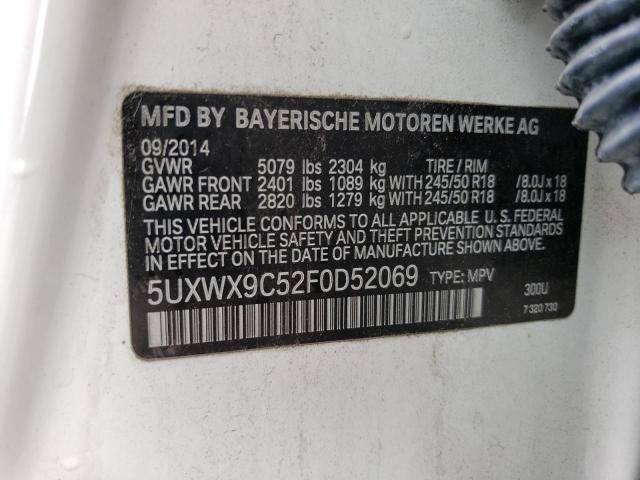 MFD BY BAYERISCHE MOTOREN WERKE AG
09/2014
GVWR 5079 lbs 2304 kg TIRE / RIM
GAWR FRONT 2401 lbs 1089 kg WITH 245/50 R18 /8.0J x 18
GAWR REAR 2820 lbs 1279 kg WITH 245/50 R18 /8.0J x 18
THIS VEHICLE CONFORMS TO ALL APPLICABLE U. S. FEDERAL
MOTOR VEHICLE SAFETY AND THEFT PREVENTION STANDARDS
IN EFFECT ON THE DATE OF MANUFACTURE SHOWN ABOVE.
5UXWX9C52F0D52069 TYPE: MPV 300U
7 320 730